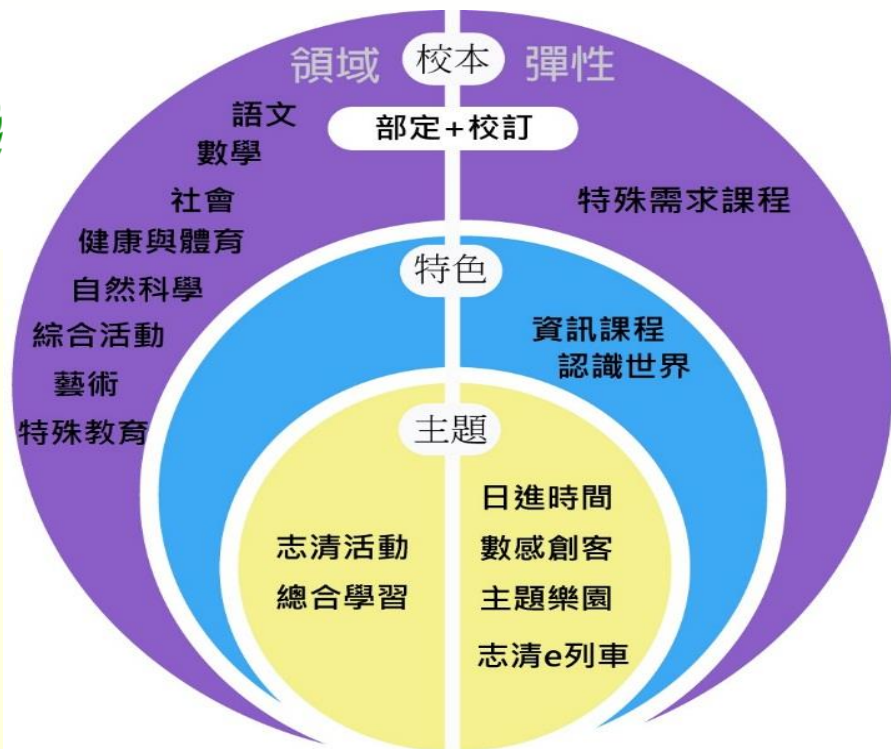 領域 校本 彈性
部定+校訂
語文
數學
社會
健康與體育
自然科學
綜合活動
藝術
特殊教育
特殊需求課程
特色
資訊課程
認識世界
主題
志清活動
總合學習
日進時間
數感創客
主題樂園
志清e列車